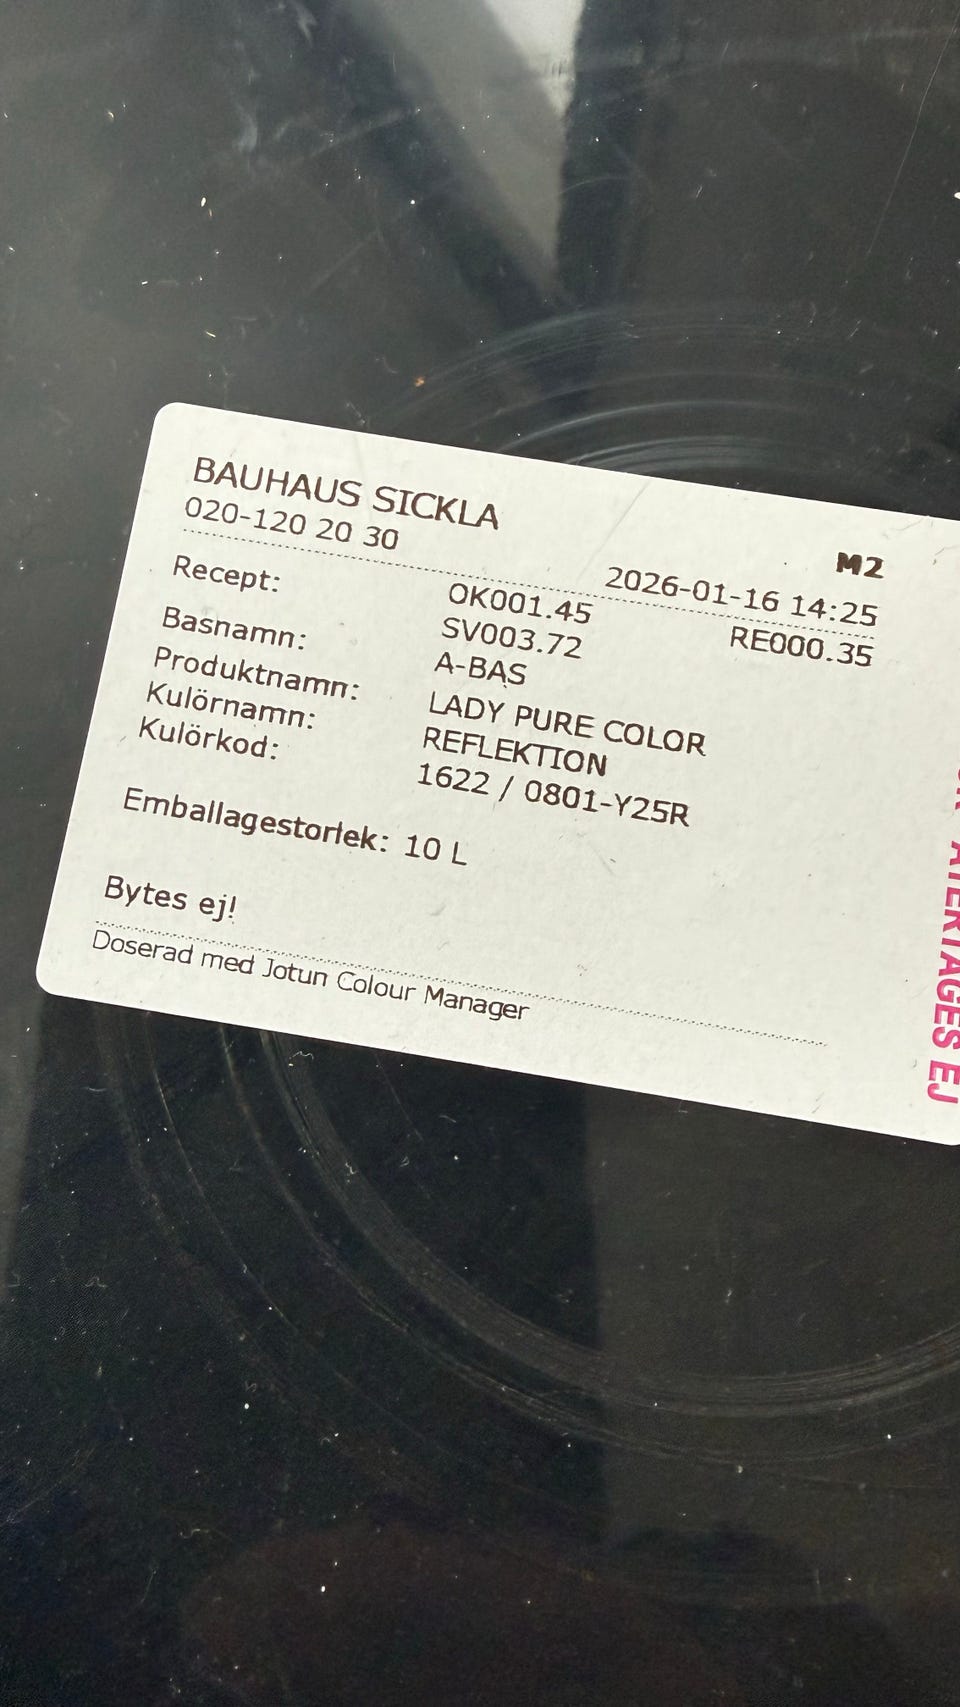 BAUHAUS SICKLA
020-120 20 30
M2
2026-01-16 14:25
Recept: OK001.45 RE000.35
SV003.72
Basnamn: A-BAS
Produktnamn: LADY PURE COLOR
Kulörnamn: REFLEKTION
Kulörkod: 1622 / 0801-Y25R
Emballagestorlek: 10 L
Bytes ej!
Doserad med Jotun Colour Manager
ÅTERTAGES EJ